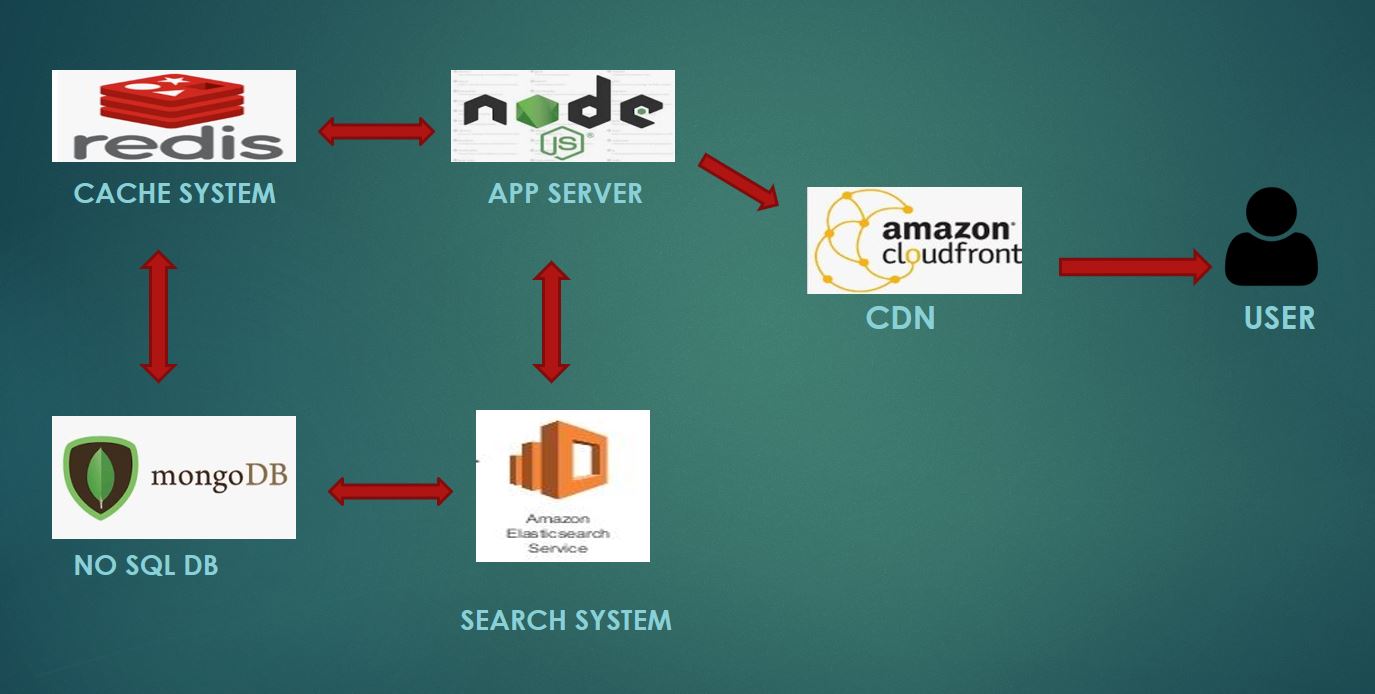 redis
node
JS
CACHE SYSTEM
APP SERVER
amazon
cloudfront
CDN
USER
mongoDB
Amazon
Elasticsearch
Service
NO SQL DB
SEARCH SYSTEM